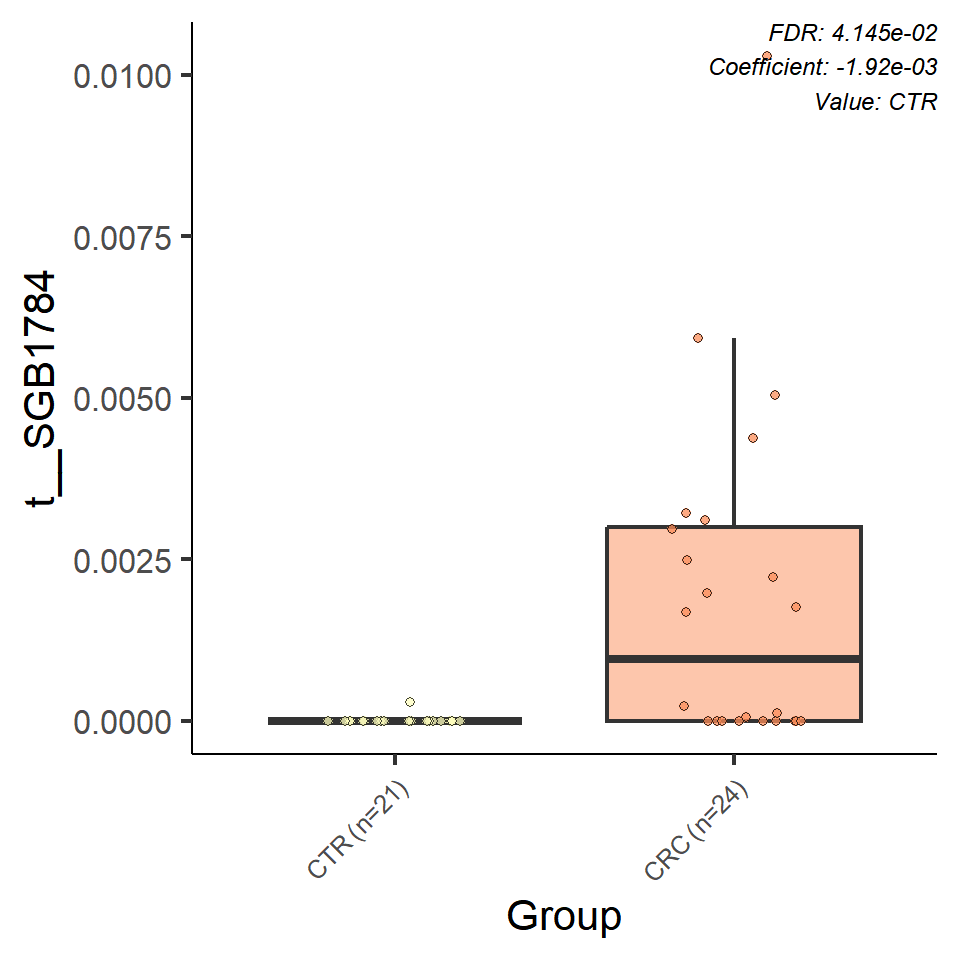 FDR: 4.145e-02
Coefficient: -1.92e-03
Value: CTR
0.0100
0.0075
0.0050
0.0025
0.0000
t__SGB1784
CTR (n=21)
CRC (n=24)
Group